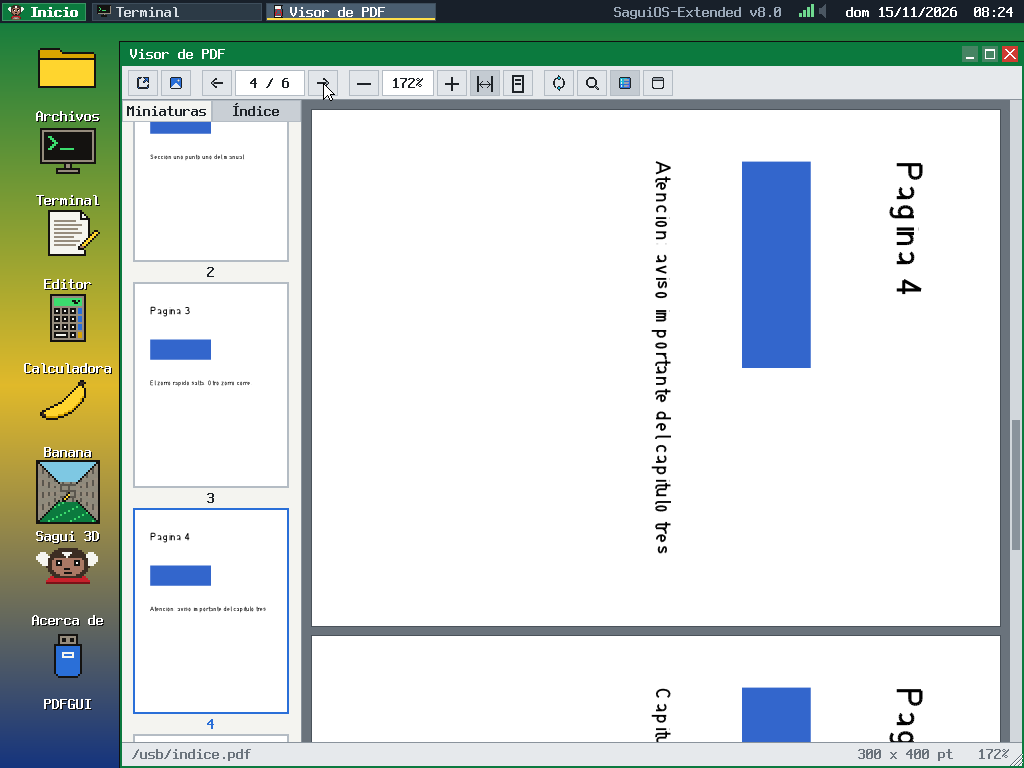 Inicio
Terminal
Visor de PDF
SaguiOS-Extended v8.0
dom 15/11/2026
08:24
Archivos
Terminal
Editor
Calculadora
Banana
Sagui 3D
Acerca de
PDFGUI
Visor de PDF
4 / 6
172%
Miniaturas
Índice
Seccion uno punto uno del manual
2
Pagina 3
El zorro rapido salta. Otro zorro corre.
3
Pagina 4
Atencion: aviso importante del capitulo tres
4
Pagina 4
Atencion: aviso importante del capitulo tres
Pag
Capitu
/usb/indice.pdf
300 x 400 pt
172%